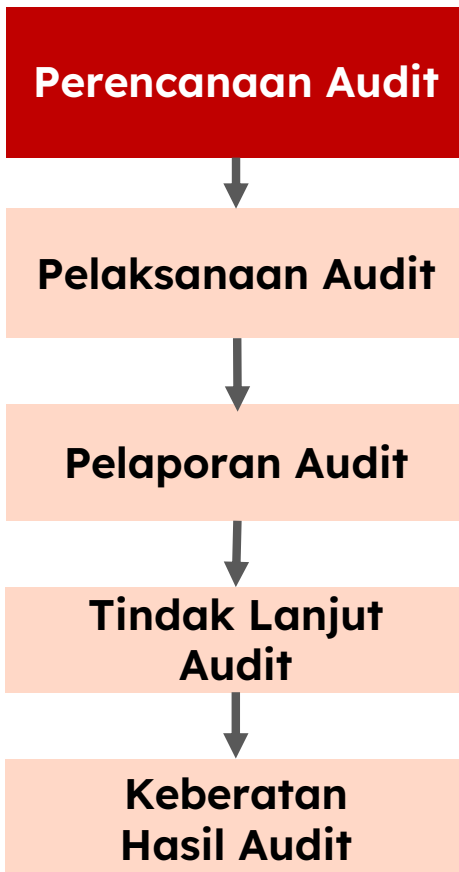 Perencanaan Audit
Pelaksanaan Audit
Pelaporan Audit
Tindak Lanjut
Audit
Keberatan
Hasil Audit